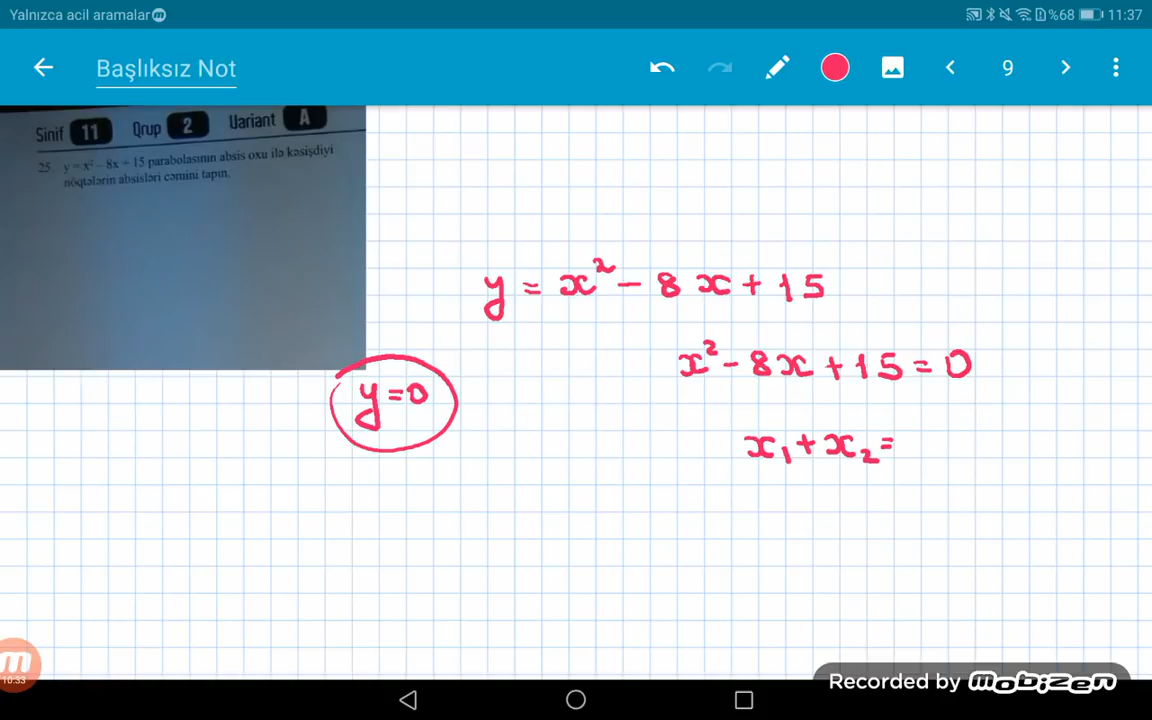 Yalnızca acil aramalar %68 11:37
Başlıksız Not 9
Sinif 11 Qrup 2 Variant A
25. y = x² – 8x + 15 parabolasının absis oxu ilə kəsişdiyi
nöqtələrin absisləri cəmini tapın.
y = x² - 8x + 15
x² - 8x + 15 = 0
y = 0
x₁ + x₂ =
10:33
Recorded by mobizen